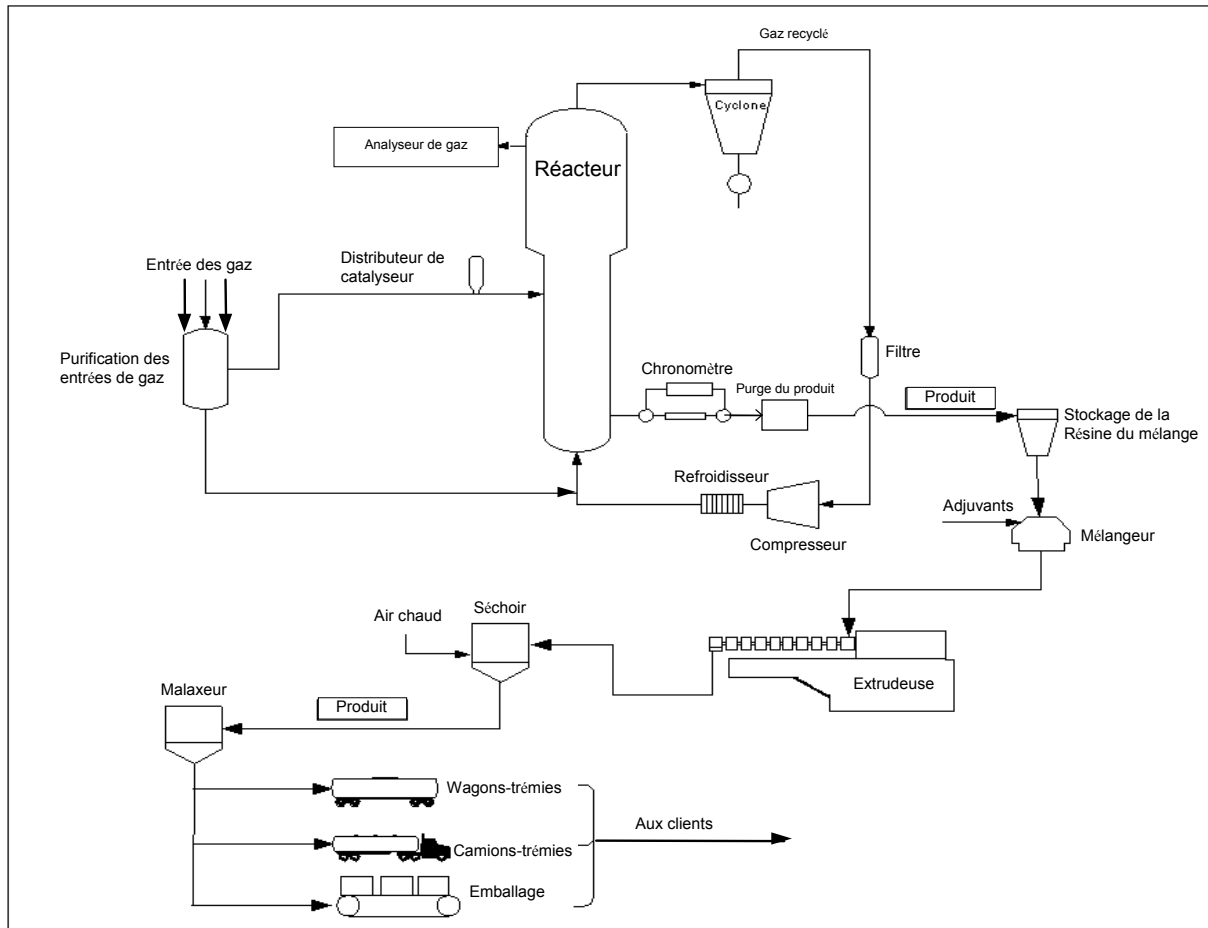 Gaz recyclé
Cyclone
Analyseur de gaz
Réacteur
Entrée des gaz
Distributeur de
catalyseur
Purification des
entrées de gaz
Filtre
Chronomètre
Purge du produit
Produit
Stockage de la
Résine du mélange
Refroidisseur
Compresseur
Adjuvants
Mélangeur
Air chaud
Séchoir
Extrudeuse
Malaxeur
Produit
Wagons-trémies
Aux clients
Camions-trémies
Emballage